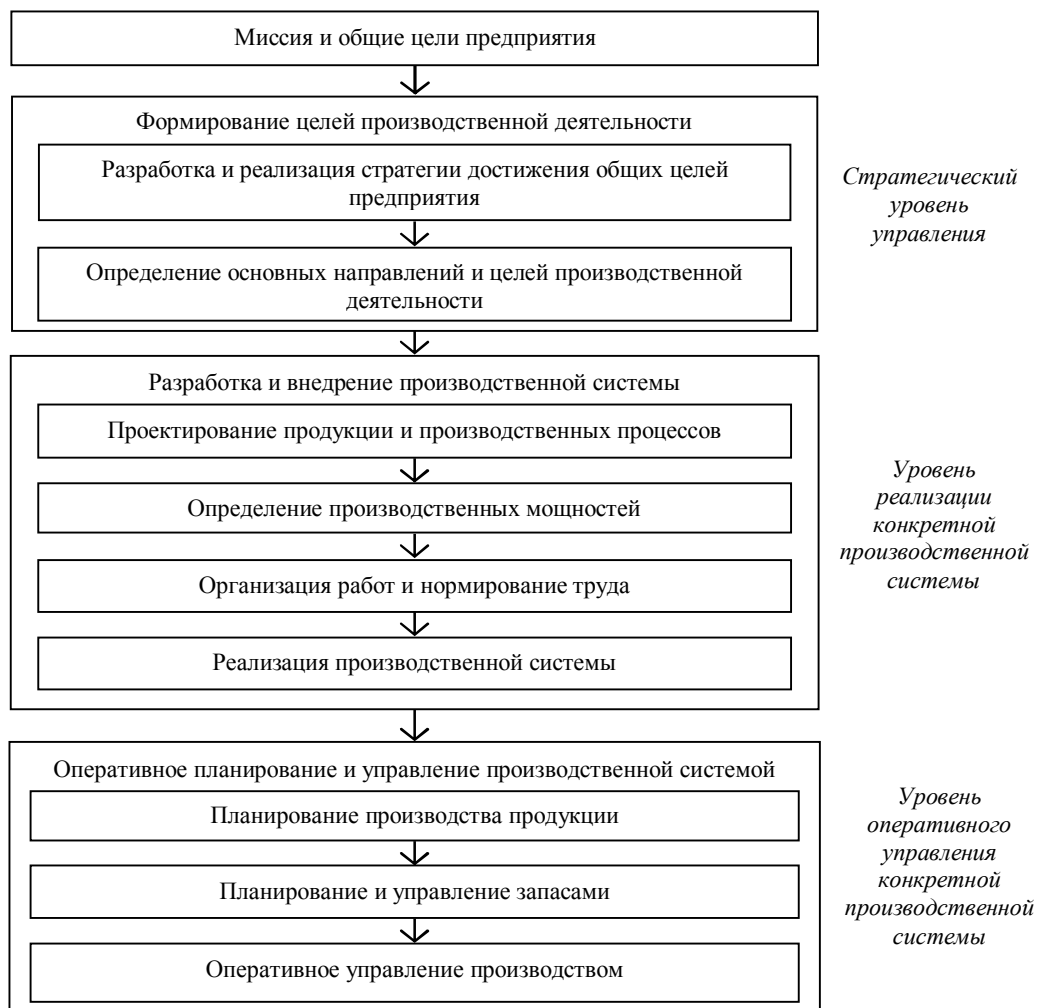 Миссия и общие цели предприятия
Формирование целей производственной деятельности
Разработка и реализация стратегии достижения общих целей
предприятия
Определение основных направлений и целей производственной
деятельности
Стратегический
уровень
управления
Разработка и внедрение производственной системы
Проектирование продукции и производственных процессов
Определение производственных мощностей
Организация работ и нормирование труда
Реализация производственной системы
Уровень
реализации
конкретной
производственной
системы
Оперативное планирование и управление производственной системой
Планирование производства продукции
Планирование и управление запасами
Оперативное управление производством
Уровень
оперативного
управления
конкретной
производственной
системы